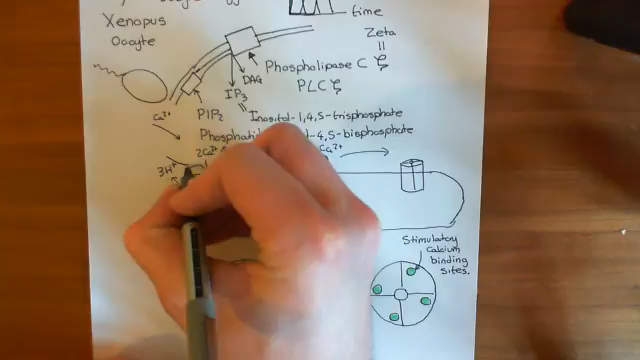 time
Xenopus
Oocyte
Zeta
=
Phospholipase C ζ
DAG
PLC ζ
IP3
=
Inositol-1,4,5-trisphosphate
Ca2+
PIP2
-4,5-bisphosphate
2Ca2+
3H+
Stimulatory
calcium
binding
sites.